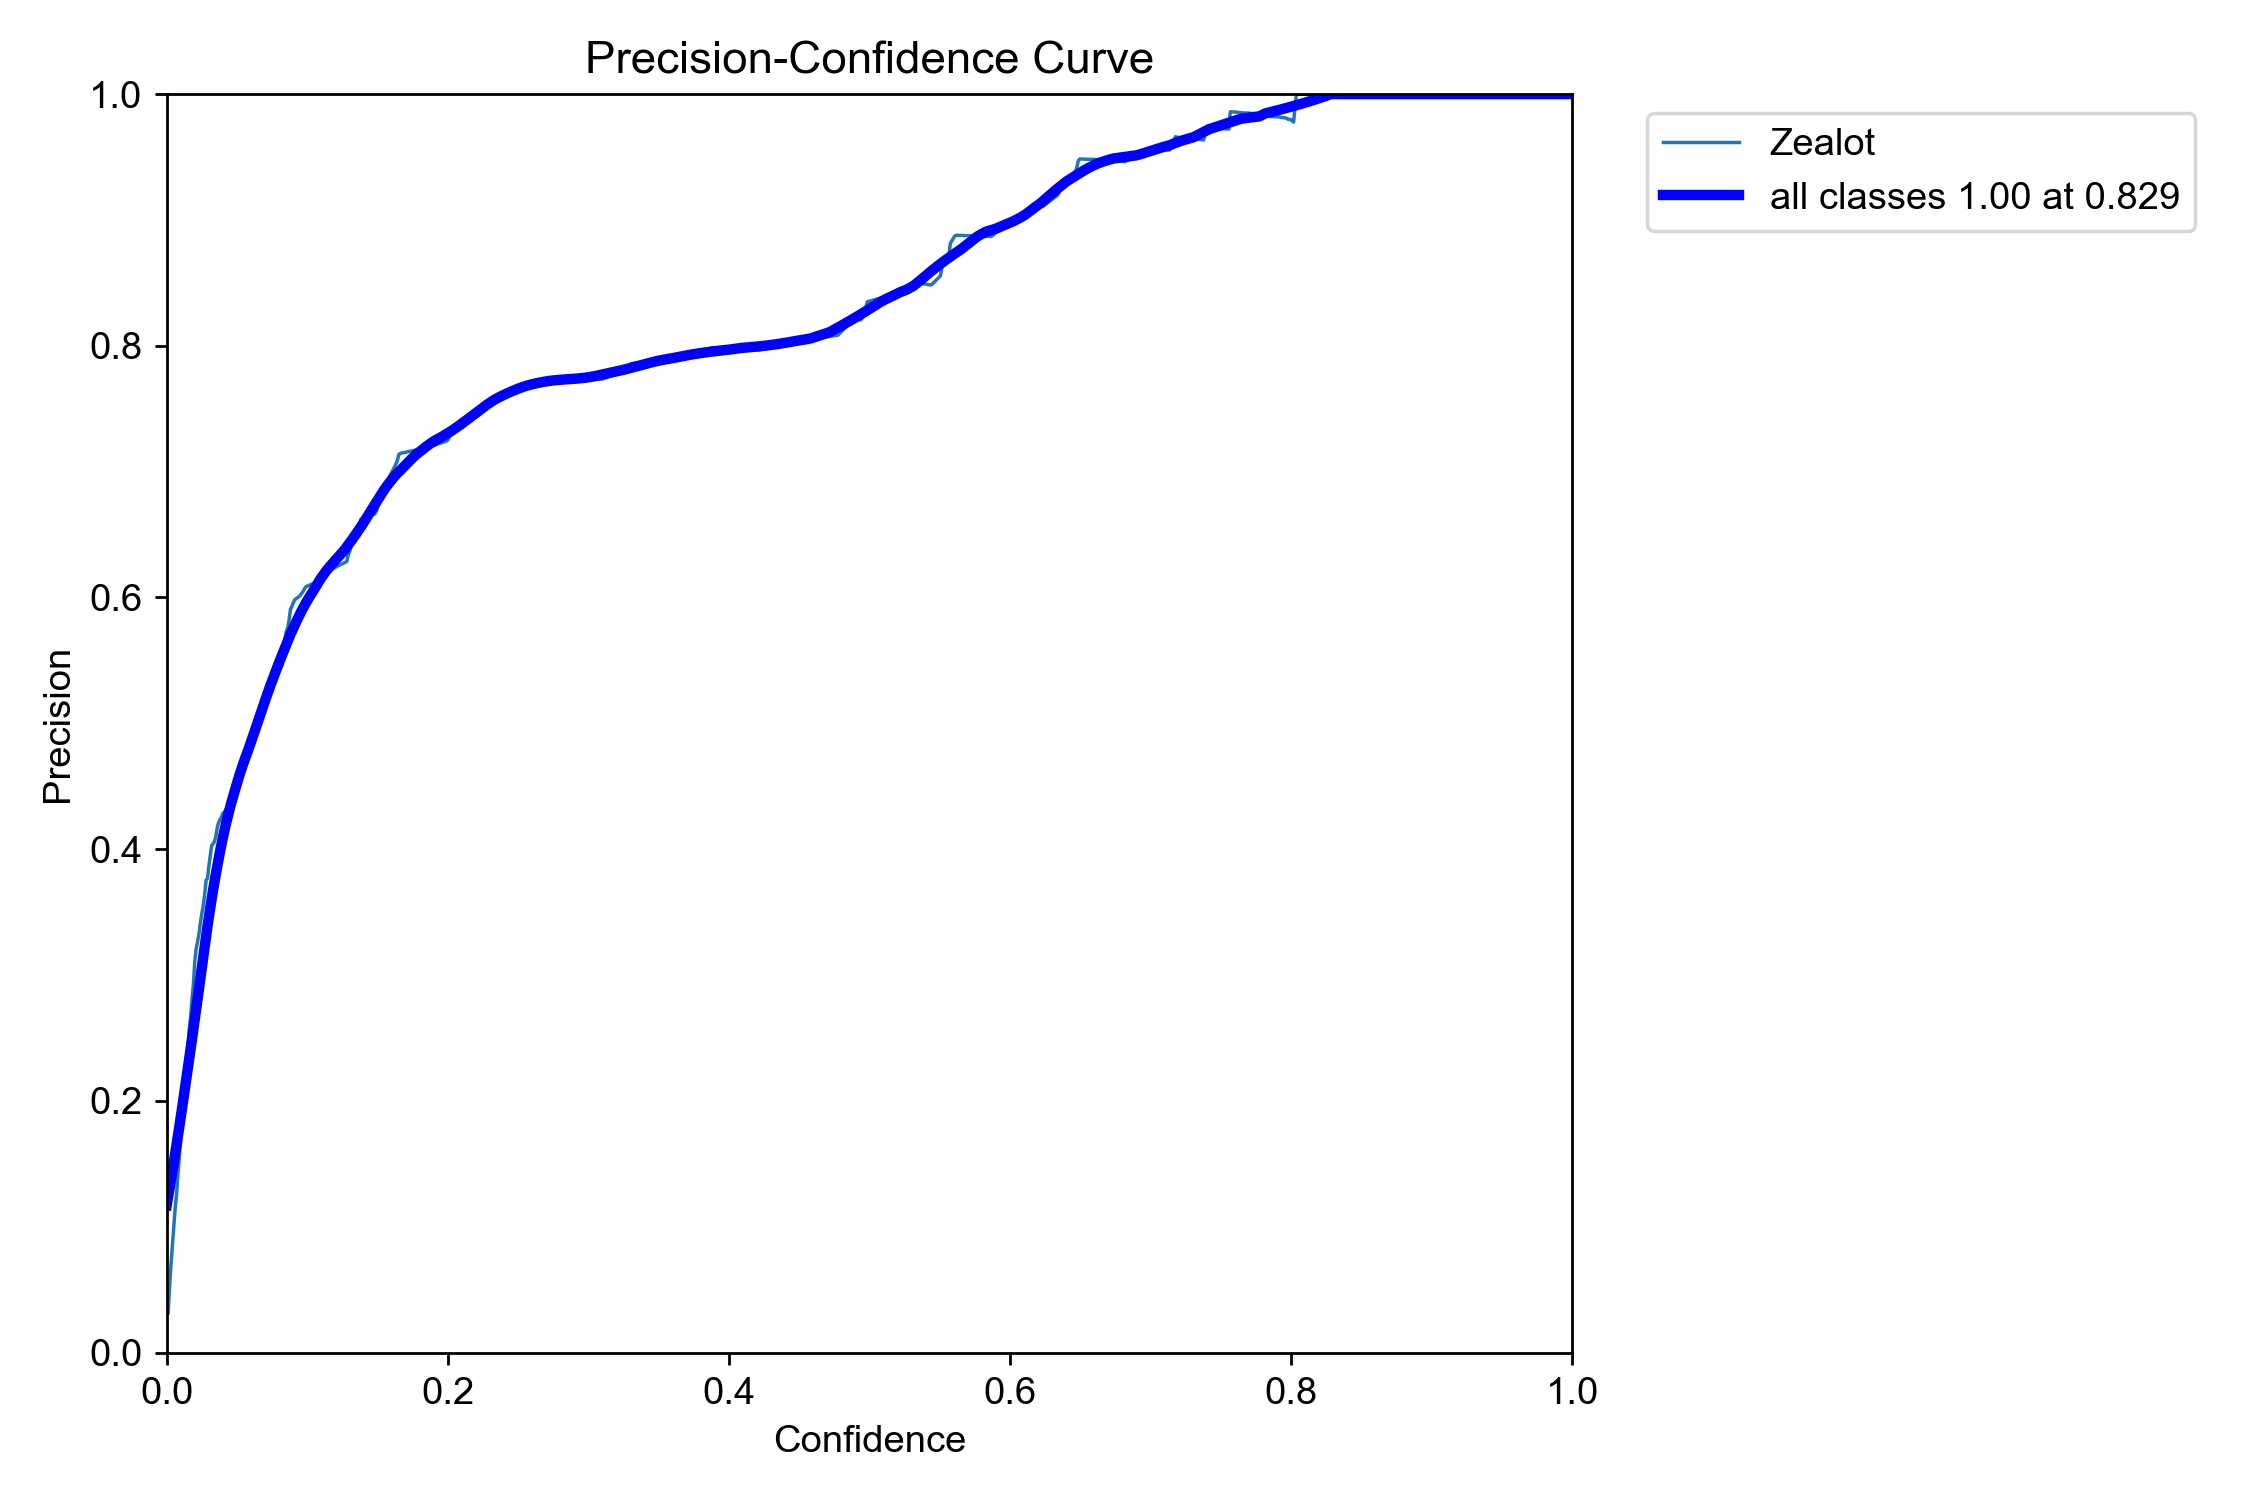 Precision-Confidence Curve
1.0
0.8
0.6
0.4
0.2
0.0
Precision
0.0 0.2 0.4 0.6 0.8 1.0
Confidence
Zealot
all classes 1.00 at 0.829